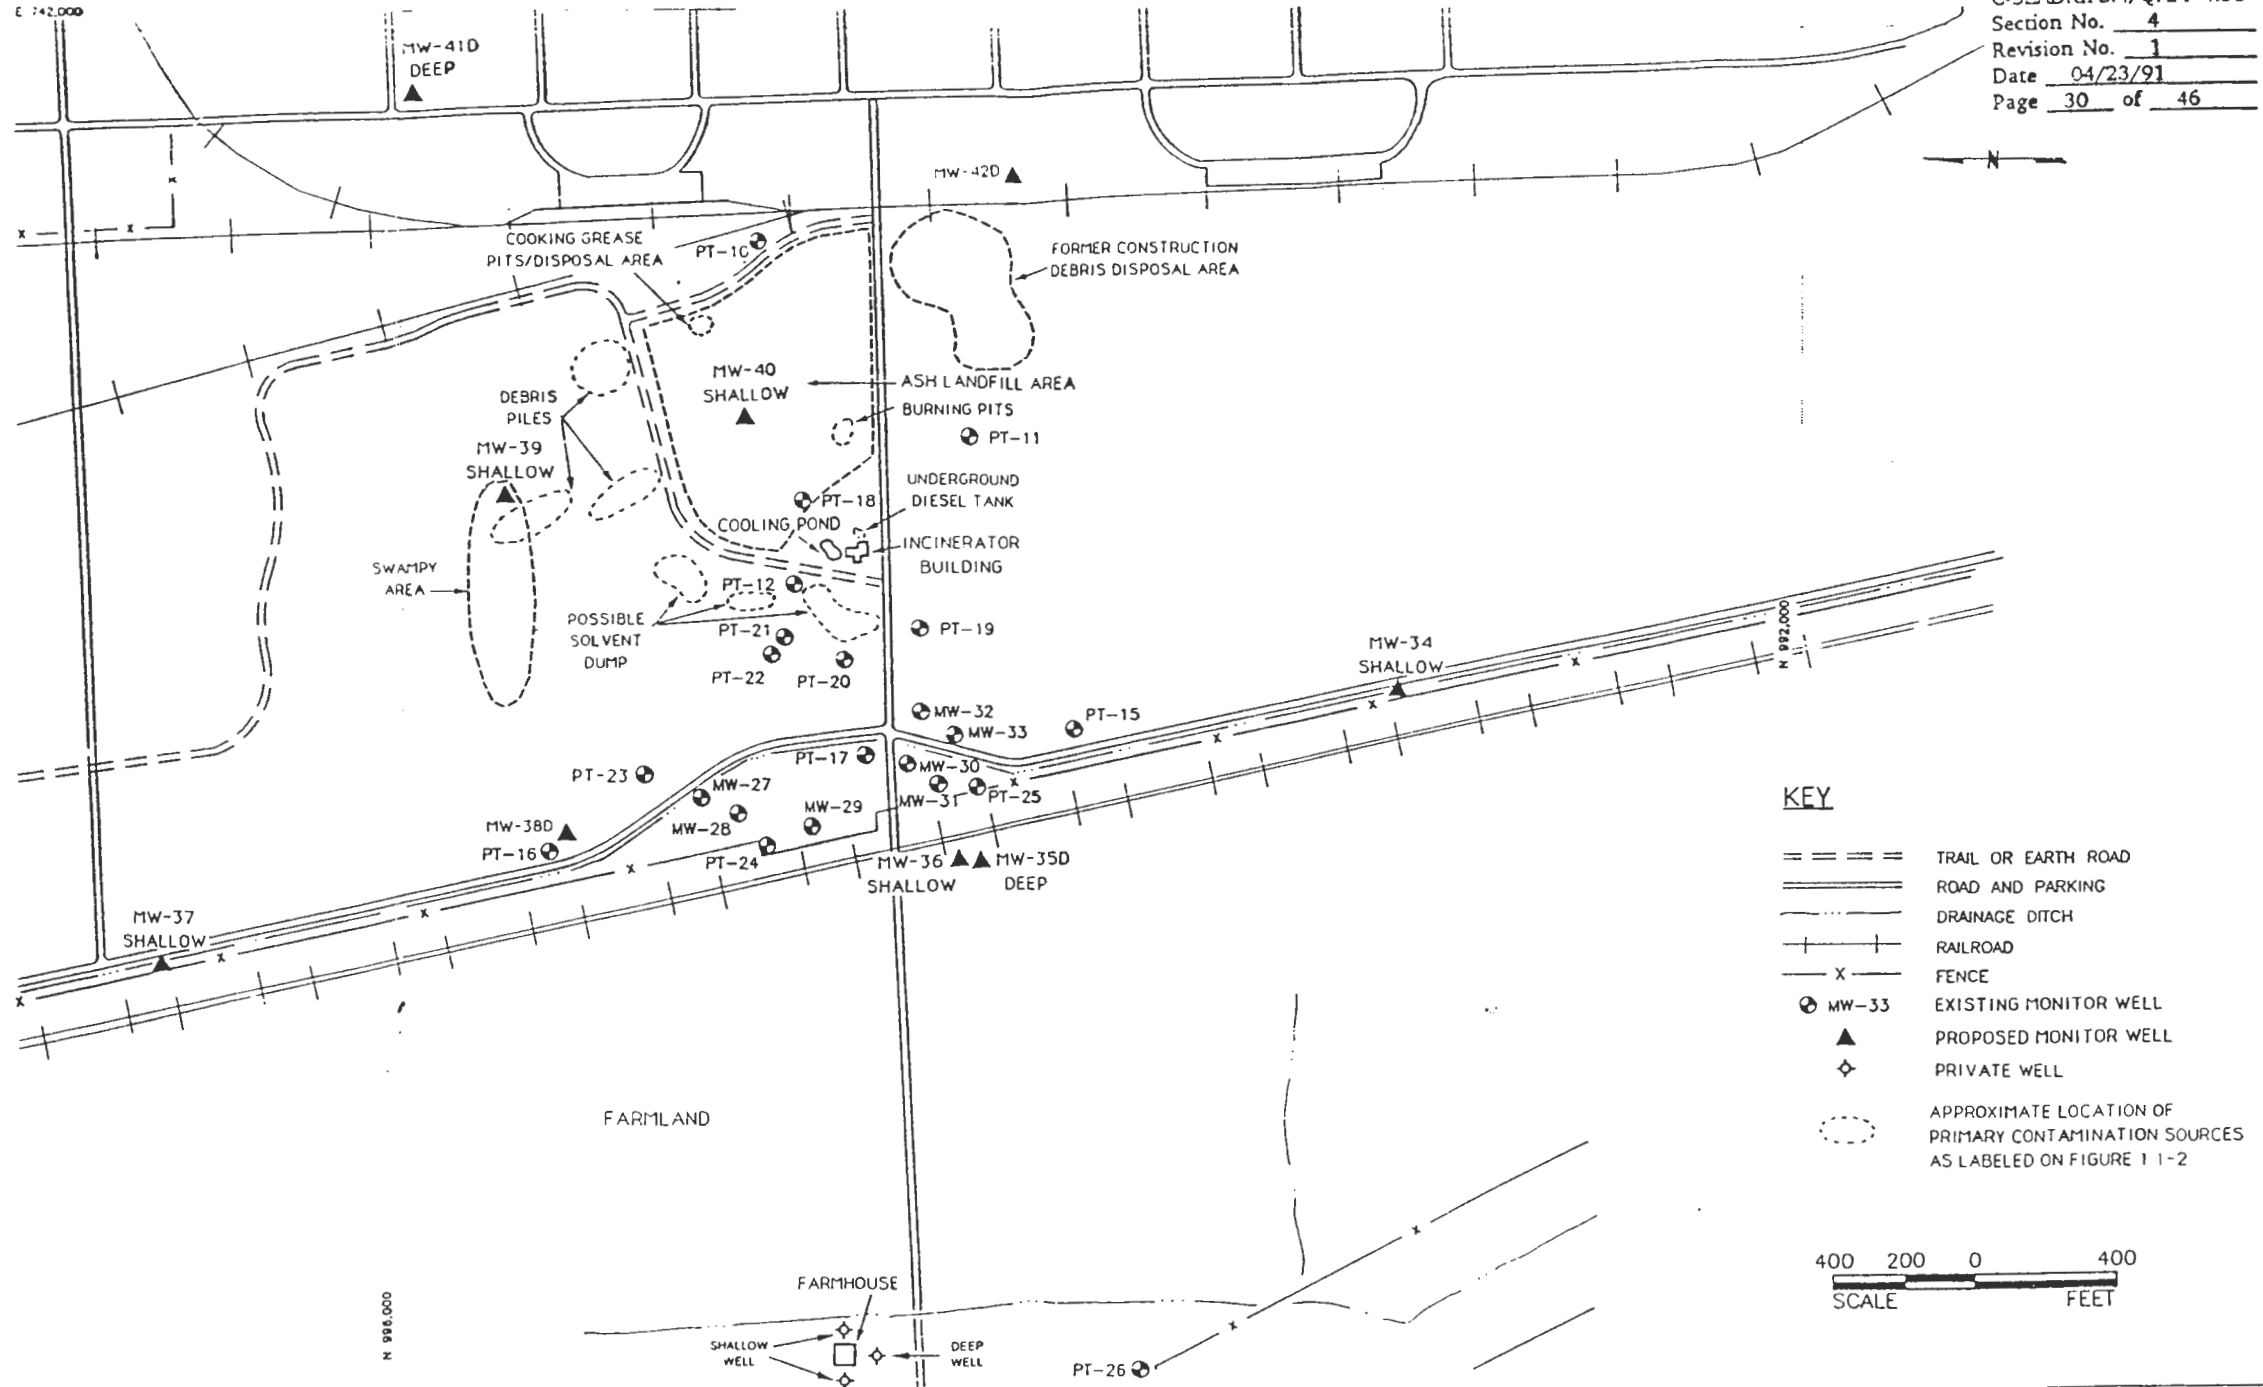 E 742,000
Section No. 4
Revision No. 1
Date 04/23/91
Page 30 of 46
N
MW-41D
DEEP
MW-42D
COOKING GREASE
PITS/DISPOSAL AREA
PT-10
FORMER CONSTRUCTION
DEBRIS DISPOSAL AREA
MW-40
SHALLOW
ASH LANDFILL AREA
BURNING PITS
DEBRIS
PILES
PT-11
MW-39
SHALLOW
UNDERGROUND
DIESEL TANK
PT-18
COOLING POND
INCINERATOR
BUILDING
SWAMPY
AREA
PT-12
POSSIBLE
SOLVENT
DUMP
PT-21
PT-19
PT-22
PT-20
MW-34
SHALLOW
N 992,000
MW-32
MW-33
PT-15
PT-17
MW-30
PT-23
MW-27
MW-31
PT-25
MW-29
MW-28
MW-38D
PT-16
PT-24
MW-36
SHALLOW
MW-35D
DEEP
MW-37
SHALLOW
KEY
TRAIL OR EARTH ROAD
ROAD AND PARKING
DRAINAGE DITCH
RAILROAD
FENCE
MW-33 EXISTING MONITOR WELL
PROPOSED MONITOR WELL
PRIVATE WELL
APPROXIMATE LOCATION OF
PRIMARY CONTAMINATION SOURCES
AS LABELED ON FIGURE 1 1-2
FARMLAND
400 200 0 400
SCALE FEET
FARMHOUSE
N 996,000
SHALLOW
WELL
DEEP
WELL
PT-26